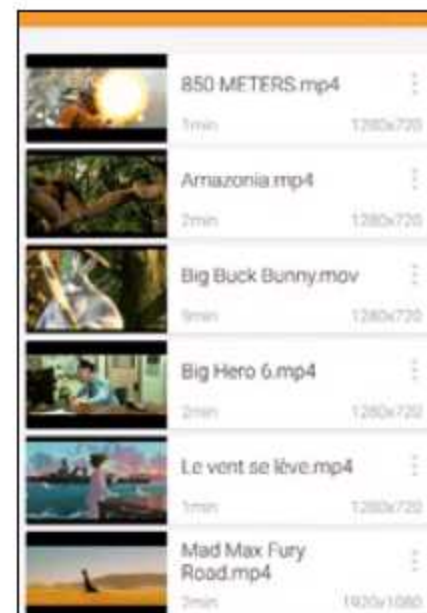 850 METERS.mp4
1min 1280x720
Amazonia.mp4
2min 1280x720
Big Buck Bunny.mov
9min 1280x720
Big Hero 6.mp4
2min 1280x720
Le vent se lève.mp4
1min 1280x720
Mad Max Fury
Road.mp4
2min 1920x1080